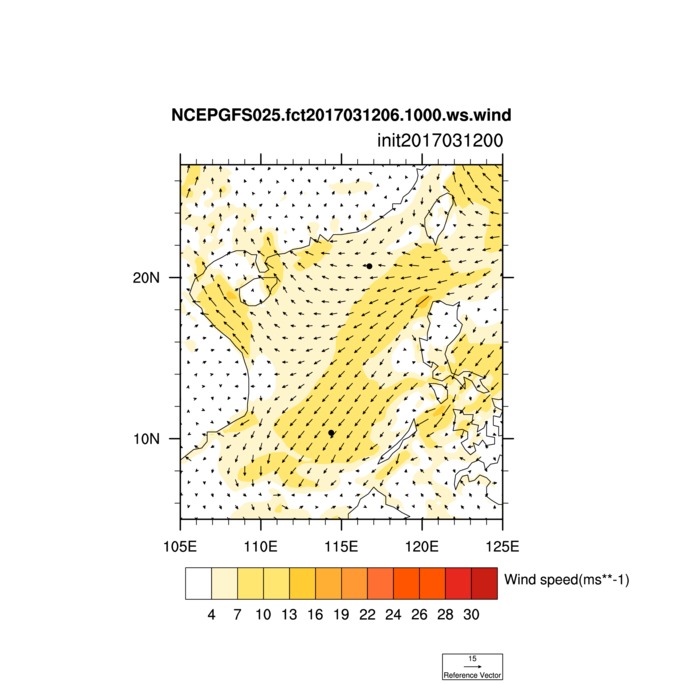 NCEPGFS025.fct2017031206.1000.ws.wind
init2017031200
20N
10N
105E 110E 115E 120E 125E
Wind speed(ms**-1)
4 7 10 13 16 19 22 24 26 28 30
15
Reference Vector